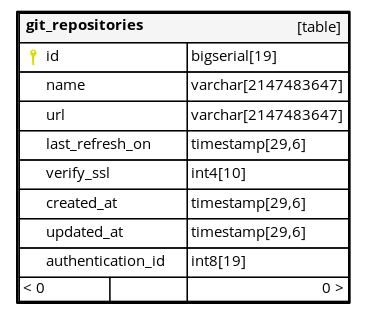 git_repositories [table]
id bigserial[19]
name varchar[2147483647]
url varchar[2147483647]
last_refresh_on timestamp[29,6]
verify_ssl int4[10]
created_at timestamp[29,6]
updated_at timestamp[29,6]
authentication_id int8[19]
< 0 0 >